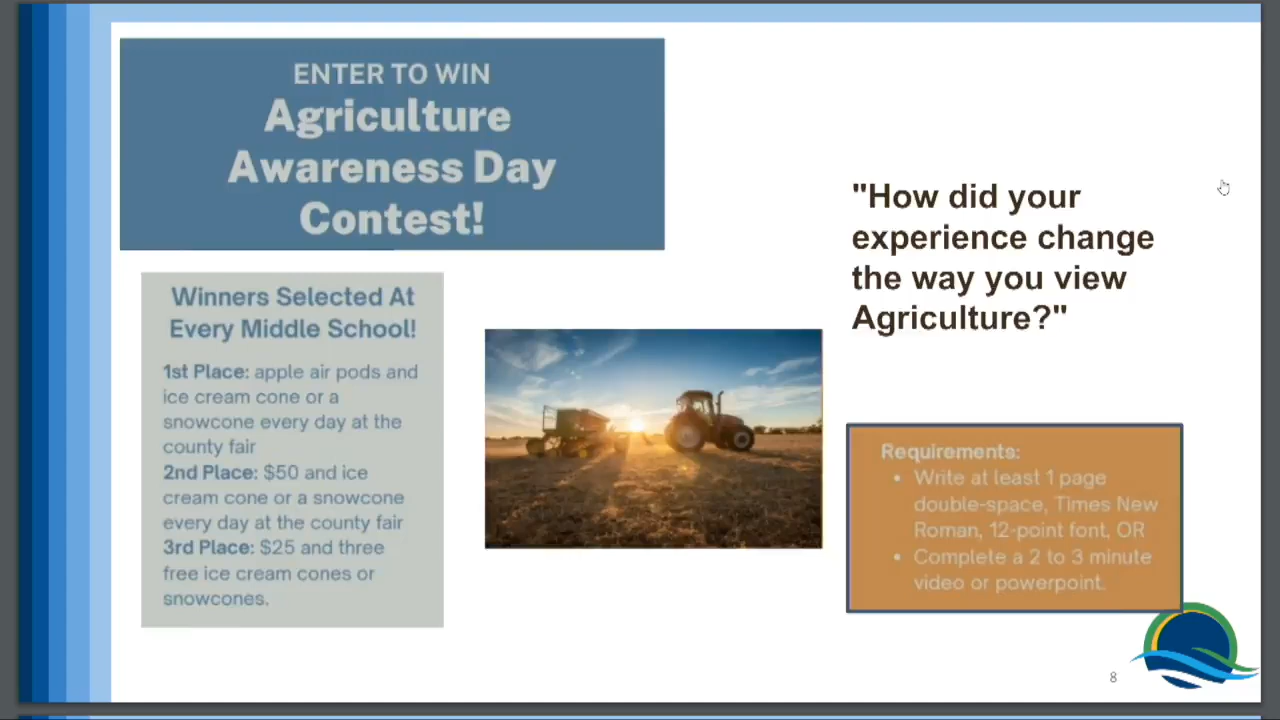 ENTER TO WIN
Agriculture
Awareness Day
Contest!
Winners Selected At
Every Middle School!
1st Place: apple air pods and
ice cream cone or a
snowcone every day at the
county fair
2nd Place: $50 and ice
cream cone or a snowcone
every day at the county fair
3rd Place: $25 and three
free ice cream cones or
snowcones.
"How did your
experience change
the way you view
Agriculture?"
Requirements:
• Write at least 1 page
double-space, Times New
Roman, 12-point font, OR
• Complete a 2 to 3 minute
video or powerpoint.
8